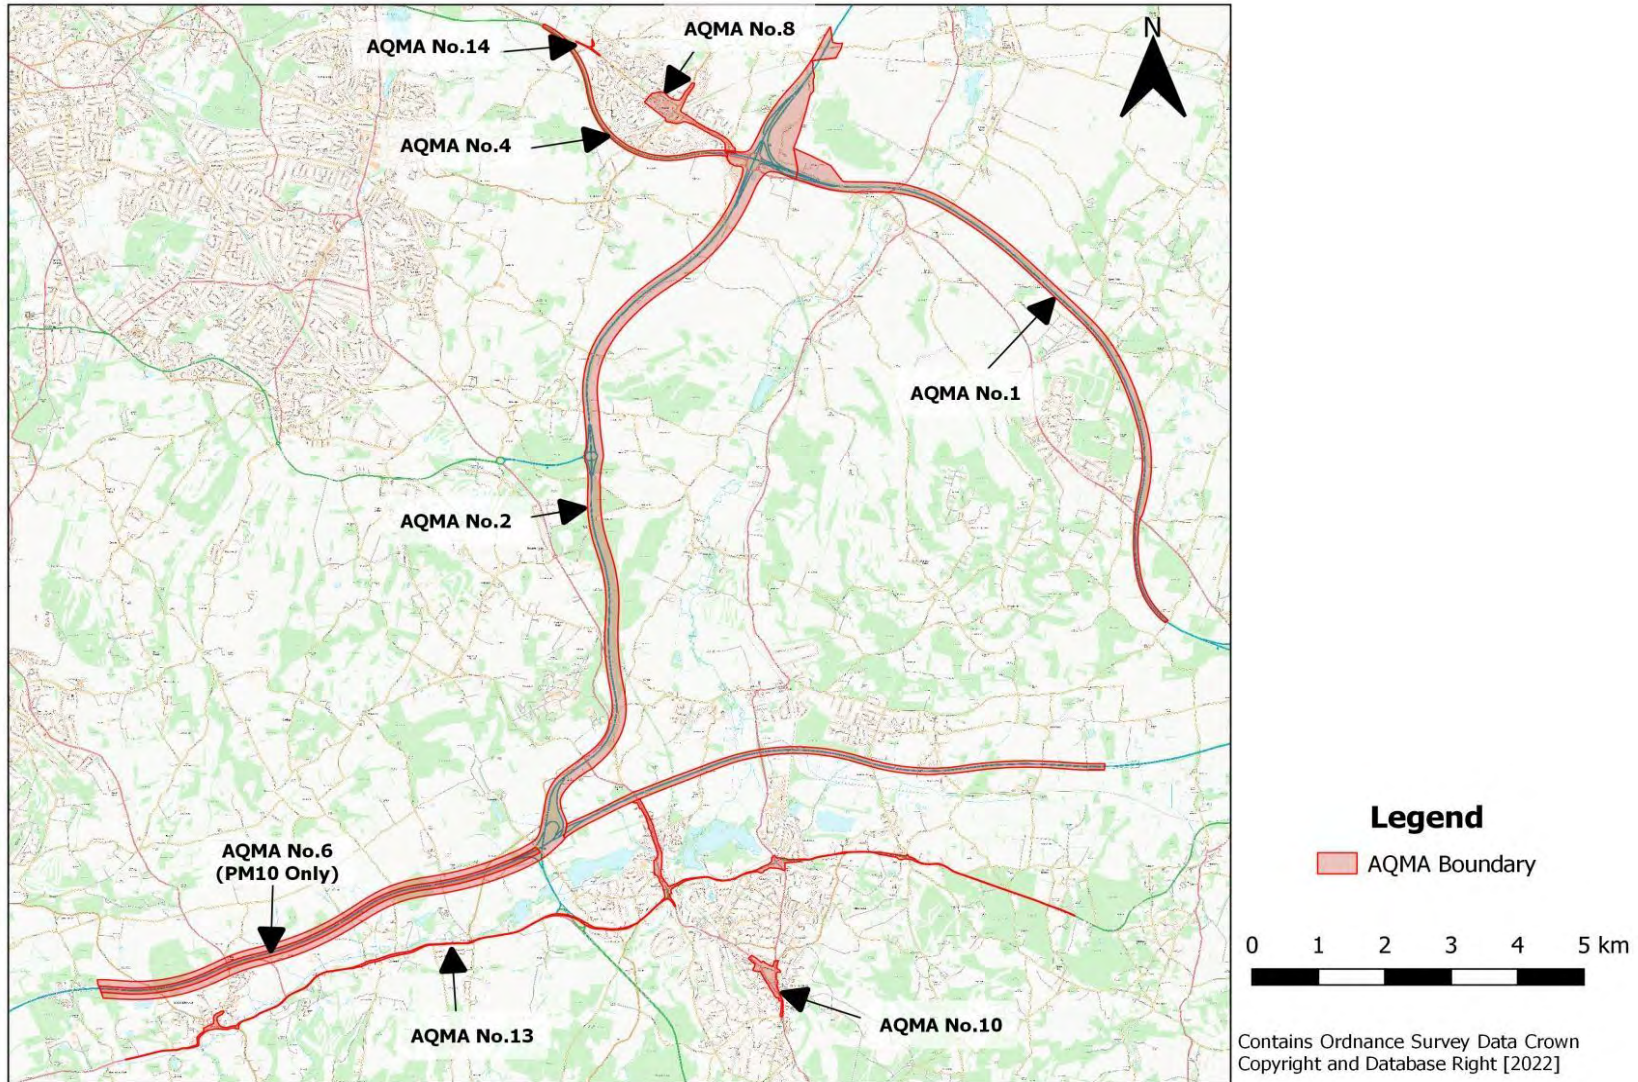 AQMA No.14
AQMA No.8
N
AQMA No.4
AQMA No.1
AQMA No.2
AQMA No.6
(PM10 Only)
AQMA No.13
AQMA No.10
Legend
AQMA Boundary
0 1 2 3 4 5 km
Contains Ordnance Survey Data Crown
Copyright and Database Right [2022]